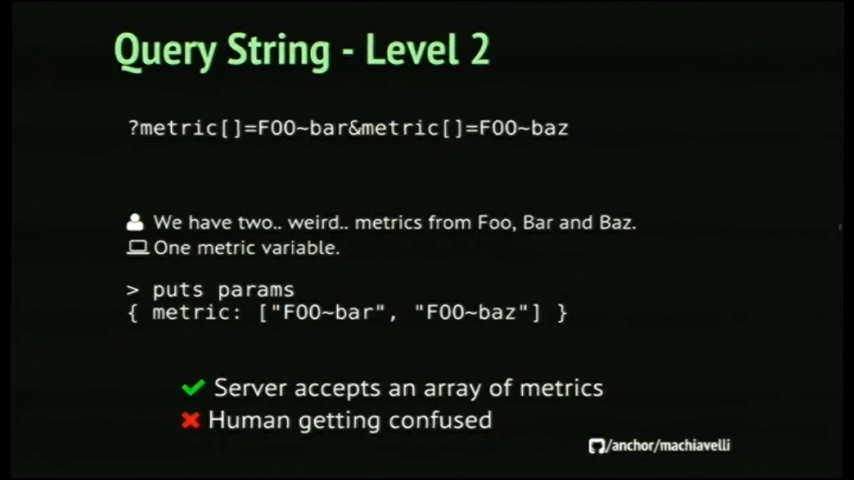 Query String - Level 2
?metric[]=FOO~bar&metric[]=FOO~baz
We have two.. weird.. metrics from Foo, Bar and Baz.
One metric variable.
> puts params
{ metric: ["FOO~bar", "FOO~baz"] }
Server accepts an array of metrics
Human getting confused
/anchor/machiavelli